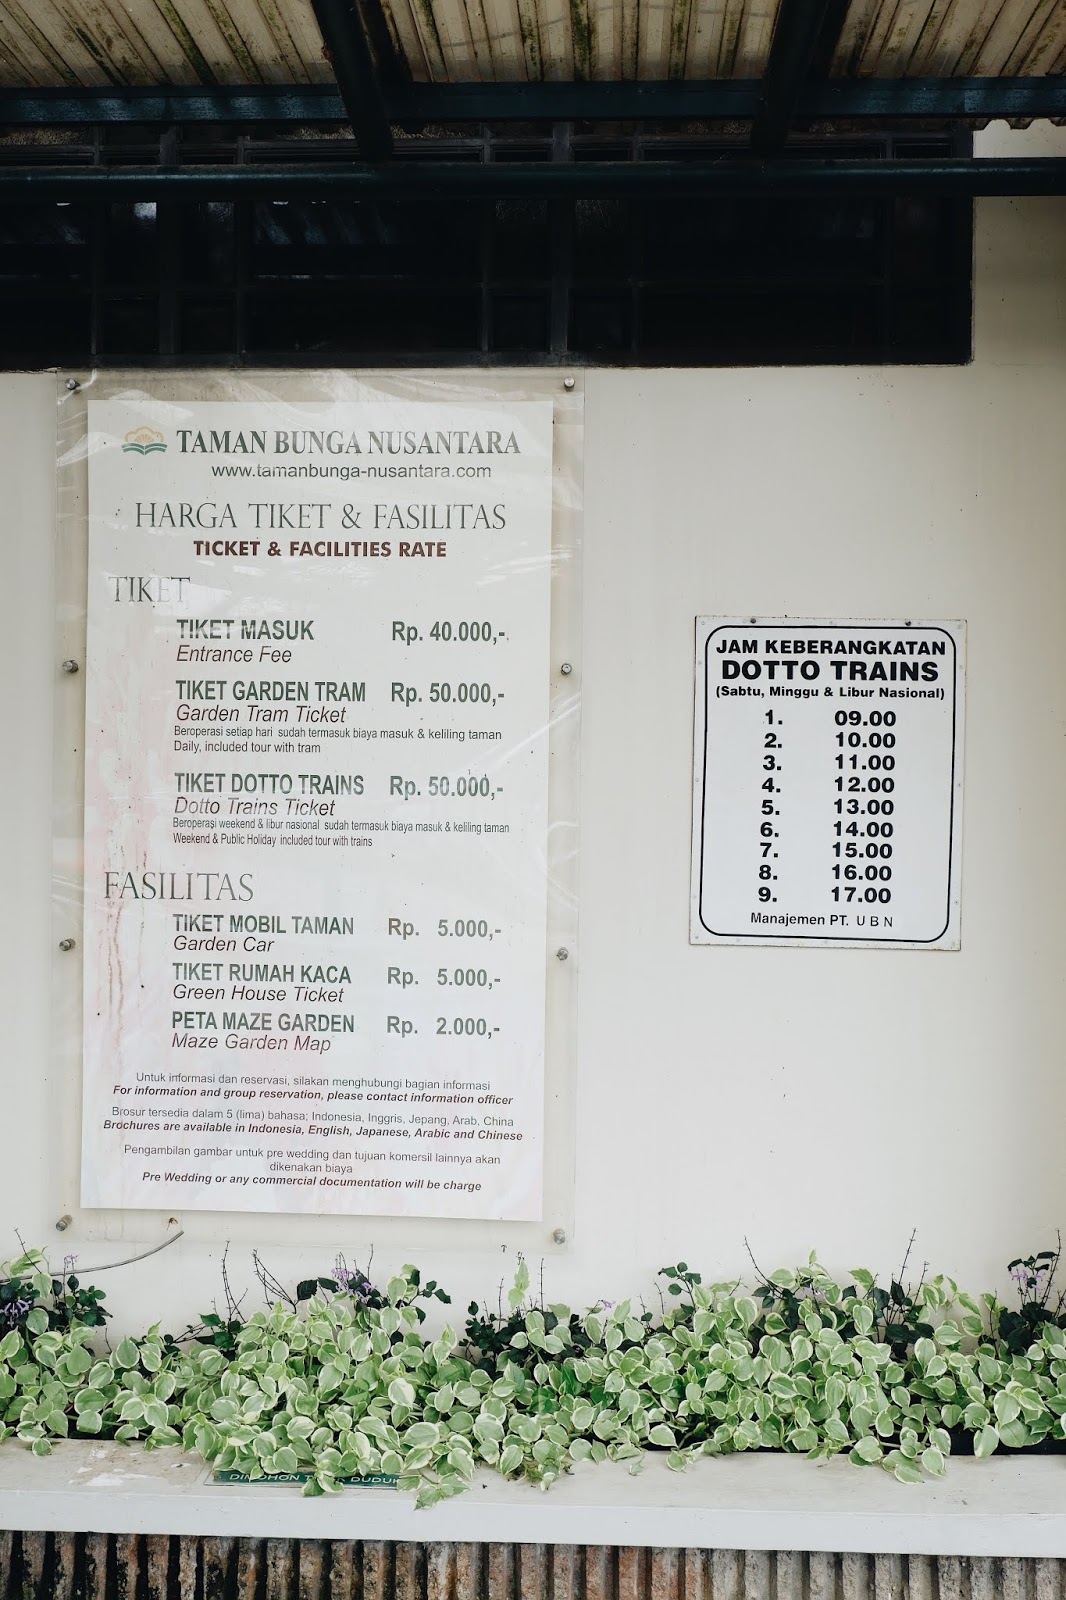 TAMAN BUNGA NUSANTARA
www.tamanbunga-nusantara.com
HARGA TIKET & FASILITAS
TICKET & FACILITIES RATE
TIKET
TIKET MASUK Rp. 40.000,-
Entrance Fee
TIKET GARDEN TRAM Rp. 50.000,-
Garden Tram Ticket
Beroperasi setiap hari sudah termasuk biaya masuk & keliling taman
Daily, included tour with tram
TIKET DOTTO TRAINS Rp. 50.000,-
Dotto Trains Ticket
Beroperasi weekend & libur nasional sudah termasuk biaya masuk & keliling taman
Weekend & Public Holiday included tour with trains
FASILITAS
TIKET MOBIL TAMAN Rp. 5.000,-
Garden Car
TIKET RUMAH KACA Rp. 5.000,-
Green House Ticket
PETA MAZE GARDEN Rp. 2.000,-
Maze Garden Map
Untuk informasi dan reservasi, silakan menghubungi bagian informasi
For information and group reservation, please contact information officer
Brosur tersedia dalam 5 (lima) bahasa; Indonesia, Inggris, Jepang, Arab, China
Brochures are available in Indonesia, English, Japanese, Arabic and Chinese
Pengambilan gambar untuk pre wedding dan tujuan komersil lainnya akan
dikenakan biaya
Pre Wedding or any commercial documentation will be charge
JAM KEBERANGKATAN
DOTTO TRAINS
(Sabtu, Minggu & Libur Nasional)
1. 09.00
2. 10.00
3. 11.00
4. 12.00
5. 13.00
6. 14.00
7. 15.00
8. 16.00
9. 17.00
Manajemen PT. U B N
DIMOHON DUDUK